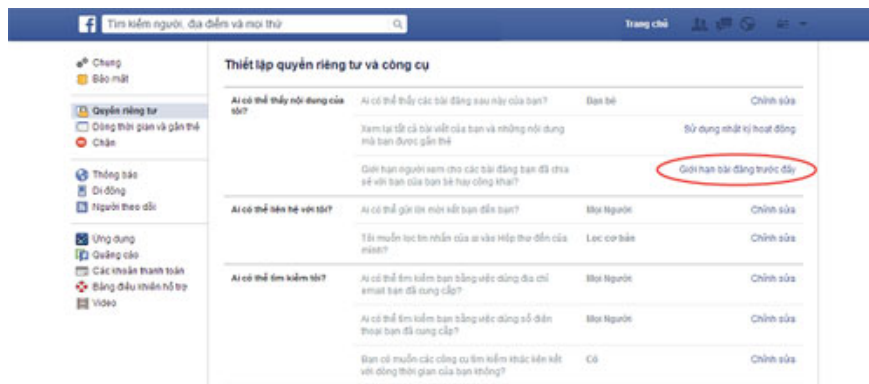 f
Tìm kiếm người, địa điểm và mọi thứ
Trang chủ
Chung
Bảo mật
Quyền riêng tư
Dòng thời gian và gắn thẻ
Chặn
Thông báo
Di động
Người theo dõi
Ứng dụng
Quảng cáo
Các khoản thanh toán
Bảng điều khiển hỗ trợ
Video
Thiết lập quyền riêng tư và công cụ
Ai có thể thấy nội dung của
tôi?
Ai có thể thấy các bài đăng sau này của bạn?
Bạn bè
Chỉnh sửa
Xem lại tất cả bài viết của bạn và những nội dung
mà bạn được gắn thẻ
Sử dụng nhật ký hoạt động
Giới hạn người xem cho các bài đăng bạn đã chia
sẻ với bạn của bạn bè hay công khai?
Giới hạn bài đăng trước đây
Ai có thể liên hệ với tôi?
Ai có thể gửi lời mời kết bạn đến bạn?
Mọi Người
Chỉnh sửa
Tôi muốn lọc tin nhắn của ai vào Hộp thư đến của
mình?
Lọc cơ bản
Chỉnh sửa
Ai có thể tìm kiếm tôi?
Ai có thể tìm kiếm bạn bằng việc dùng địa chỉ
email bạn đã cung cấp?
Mọi Người
Chỉnh sửa
Ai có thể tìm kiếm bạn bằng việc dùng số điện
thoại bạn đã cung cấp?
Mọi Người
Chỉnh sửa
Bạn có muốn các công cụ tìm kiếm khác liên kết
với dòng thời gian của bạn không?
Có
Chỉnh sửa